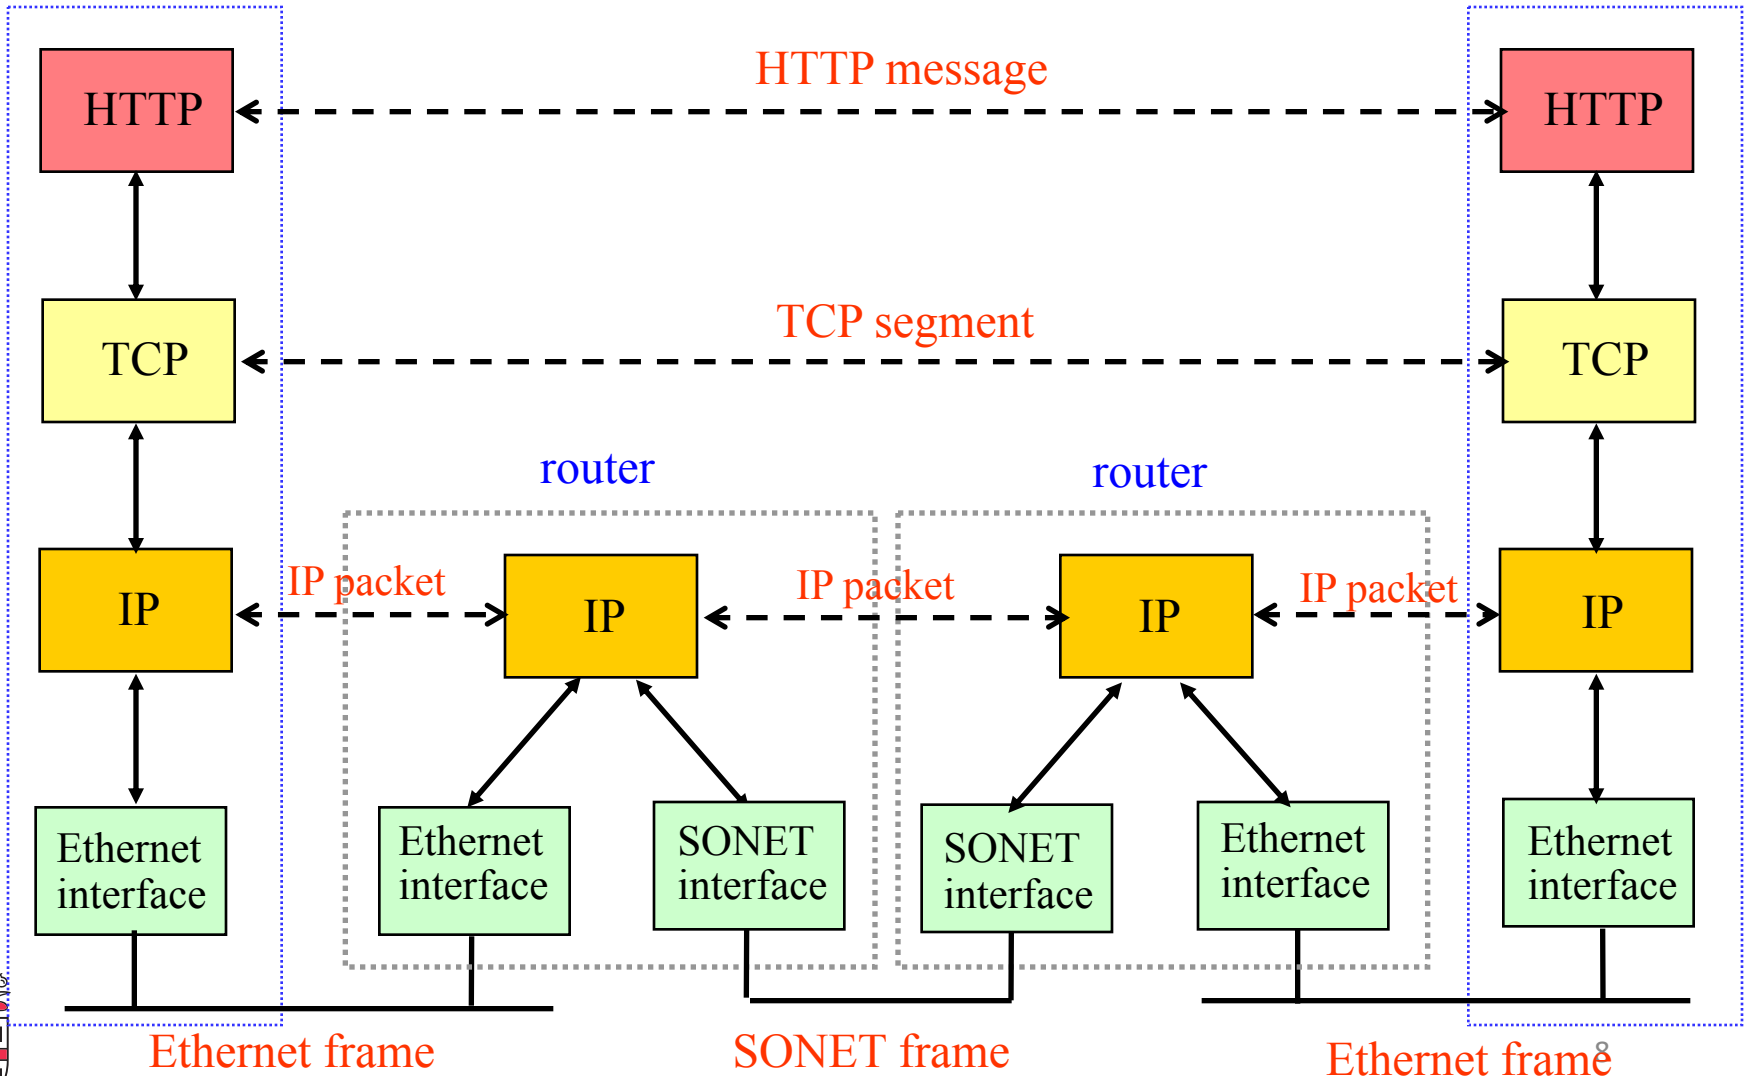 HTTP message
HTTP
HTTP
TCP segment
TCP
TCP
router
router
IP packet
IP packet
IP packet
IP
IP
IP
IP
Ethernet
interface
Ethernet
interface
SONET
interface
SONET
interface
Ethernet
interface
Ethernet
interface
Ethernet frame
SONET frame
Ethernet frame
8